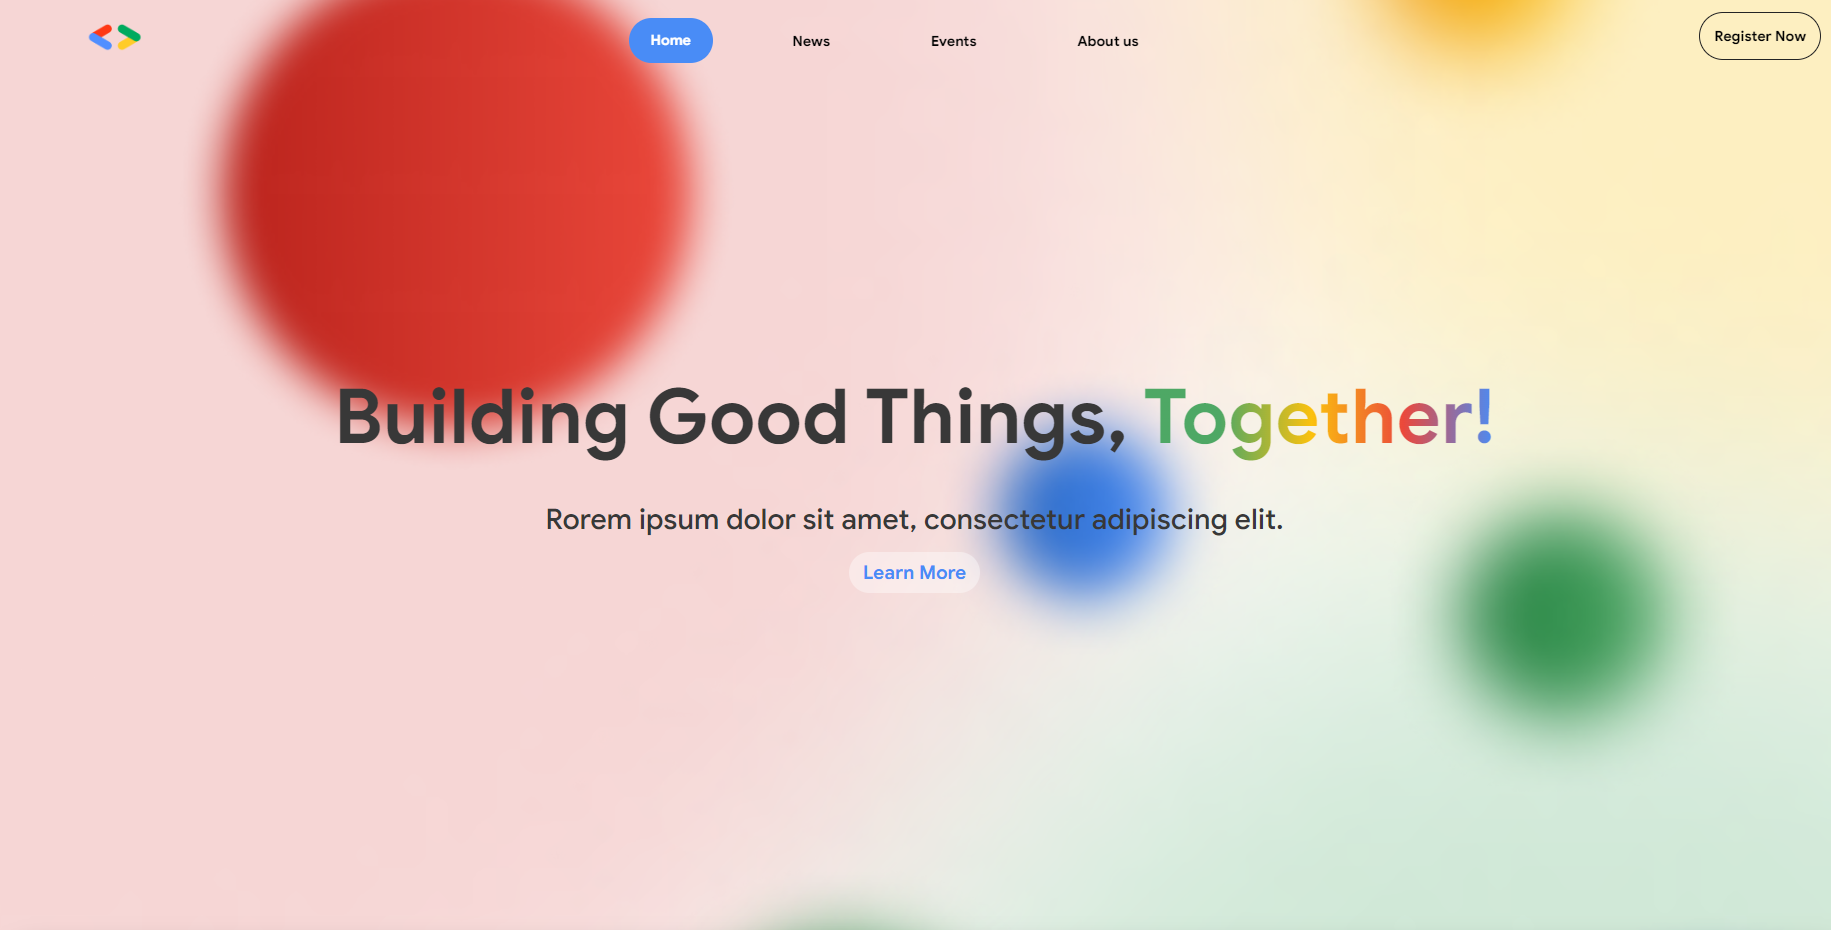 Home
News
Events
About us
Register Now
Building Good Things, Together!
Rorem ipsum dolor sit amet, consectetur adipiscing elit.
Learn More